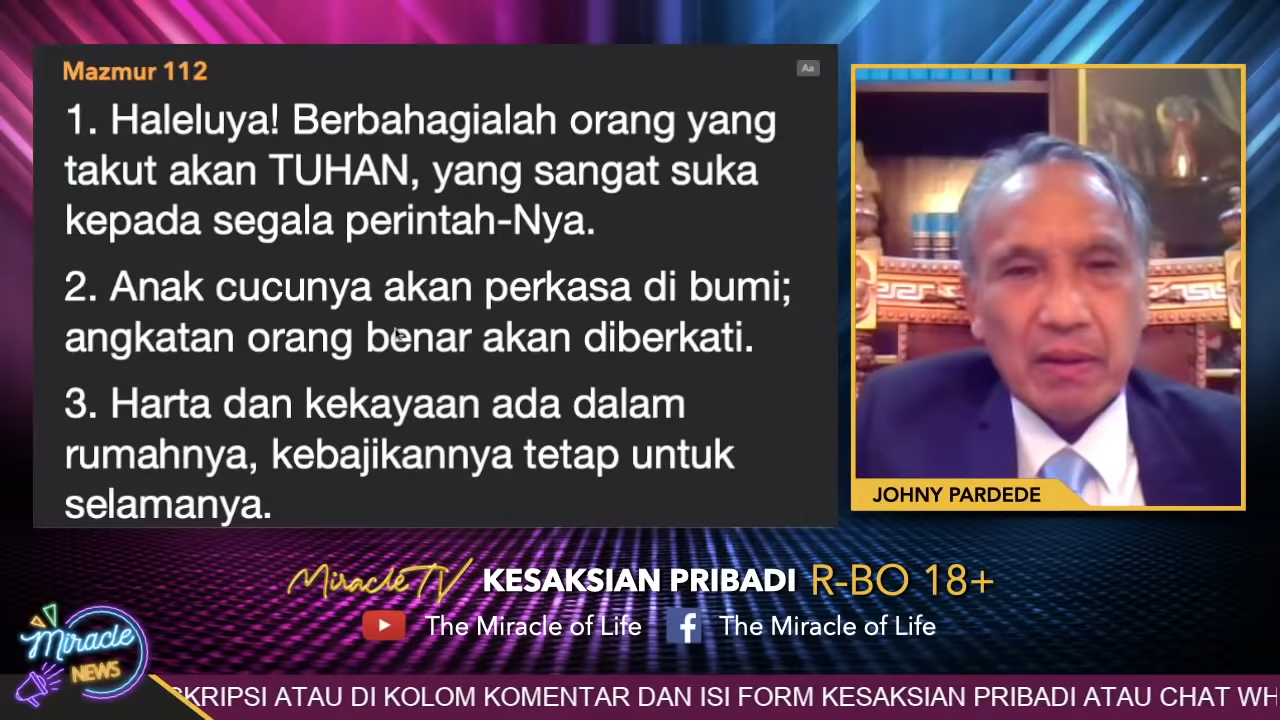 Mazmur 112
Aa
1. Haleluya! Berbahagialah orang yang
takut akan TUHAN, yang sangat suka
kepada segala perintah-Nya.
2. Anak cucunya akan perkasa di bumi;
angkatan orang benar akan diberkati.
3. Harta dan kekayaan ada dalam
rumahnya, kebajikannya tetap untuk
selamanya.
JOHNY PARDEDE
Miracle TV KESAKSIAN PRIBADI R-BO 18+
The Miracle of Life f The Miracle of Life
Miracle
NEWS
SKRIPSI ATAU DI KOLOM KOMENTAR DAN ISI FORM KESAKSIAN PRIBADI ATAU CHAT WH